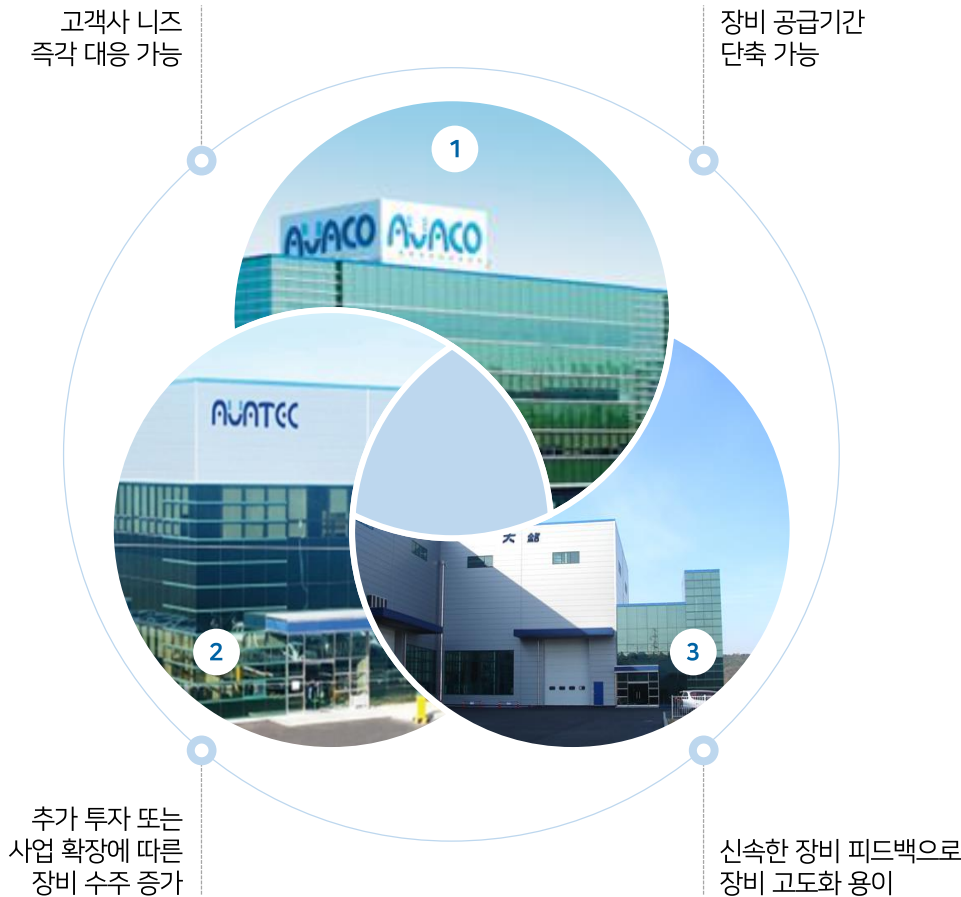 고객사 니즈
즉각 대응 가능
장비 공급기간
단축 가능
1
AVACO AVACO
AVATEC
大
2
3
추가 투자 또는
사업 확장에 따른
장비 수주 증가
신속한 장비 피드백으로
장비 고도화 용이